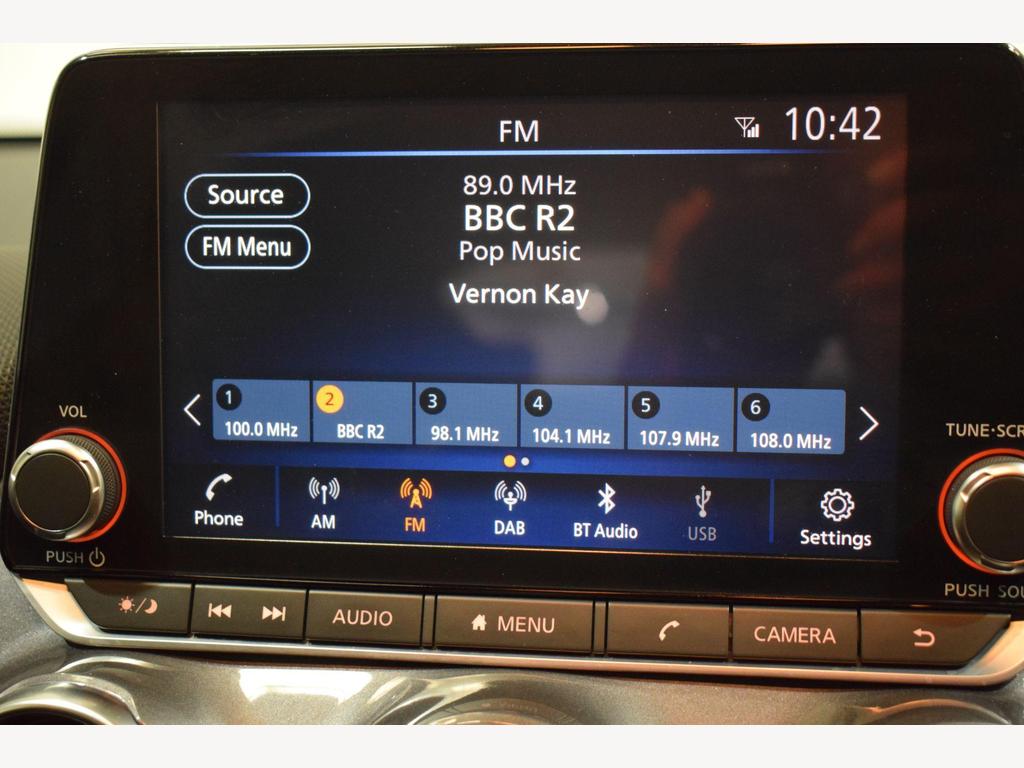 FM
10:42
Source
89.0 MHz
BBC R2
FM Menu
Pop Music
Vernon Kay
1
2
3
4
5
6
100.0 MHz
BBC R2
98.1 MHz
104.1 MHz
107.9 MHz
108.0 MHz
VOL
TUNE·SCR
Phone
AM
FM
DAB
BT Audio
USB
Settings
PUSH
PUSH SOU
AUDIO
MENU
CAMERA